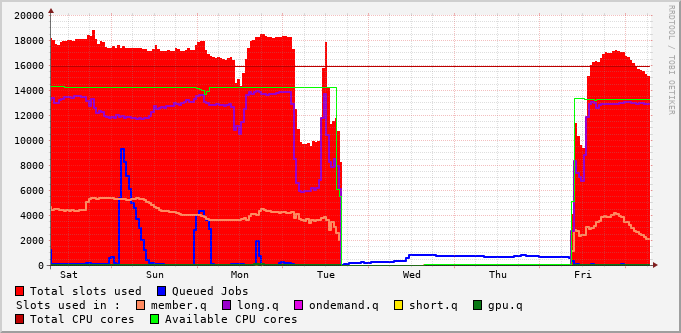 RRDTOOL / TOBI OETIKER
20000
18000
16000
14000
12000
10000
8000
6000
4000
2000
0
Sat Sun Mon Tue Wed Thu Fri
Total slots used Queued Jobs
Slots used in : member.q long.q ondemand.q short.q gpu.q
Total CPU cores Available CPU cores